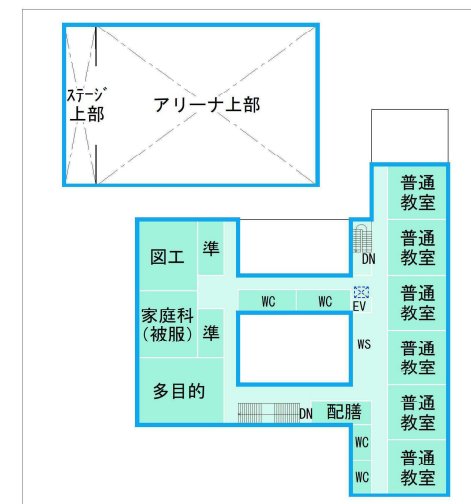 ｽﾃｰｼﾞ
上部
アリーナ上部
普通
教室
普通
教室
図工
準
DN
WC
WC
EV
普通
教室
家庭科
(被服)
準
WS
普通
教室
多目的
DN
配膳
普通
教室
WC
普通
教室
WC